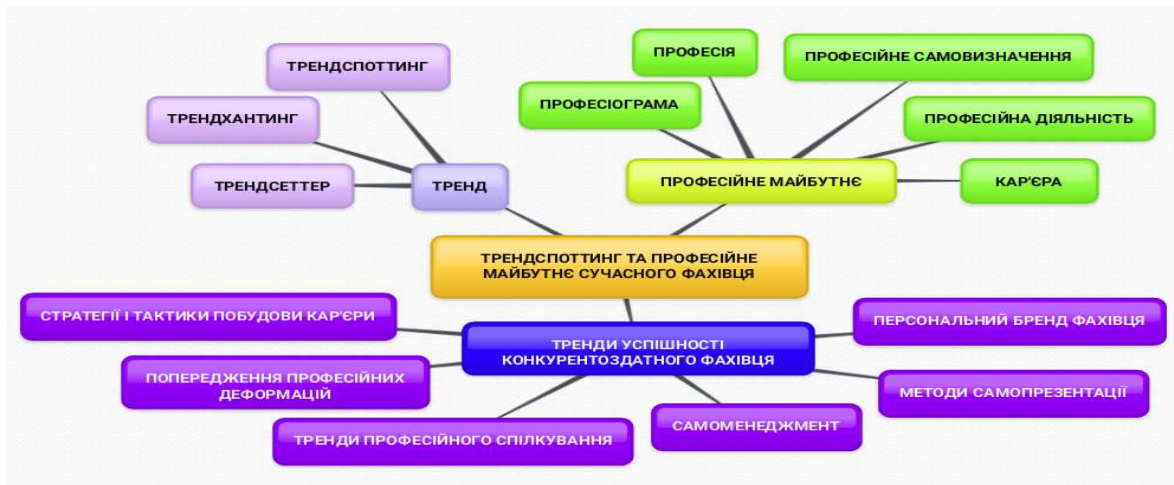 ТРЕНДСПОТТИНГ
ТРЕНДХАНТИНГ
ТРЕНДСЕТТЕР
ТРЕНД
ПРОФЕСІЯ
ПРОФЕСІЙНЕ САМОВИЗНАЧЕННЯ
ПРОФЕСІОГРАМА
ПРОФЕСІЙНА ДІЯЛЬНІСТЬ
ПРОФЕСІЙНЕ МАЙБУТНЄ
КАР'ЄРА
ТРЕНДСПОТТИНГ ТА ПРОФЕСІЙНЕ
МАЙБУТНЄ СУЧАСНОГО ФАХІВЦЯ
СТРАТЕГІЇ І ТАКТИКИ ПОБУДОВИ КАР'ЄРИ
ТРЕНДИ УСПІШНОСТІ
КОНКУРЕНТОЗДАТНОГО ФАХІВЦЯ
ПЕРСОНАЛЬНИЙ БРЕНД ФАХІВЦЯ
ПОПЕРЕДЖЕННЯ ПРОФЕСІЙНИХ
ДЕФОРМАЦІЙ
МЕТОДИ САМОПРЕЗЕНТАЦІЇ
ТРЕНДИ ПРОФЕСІЙНОГО СПІЛКУВАННЯ
САМОМЕНЕДЖМЕНТ